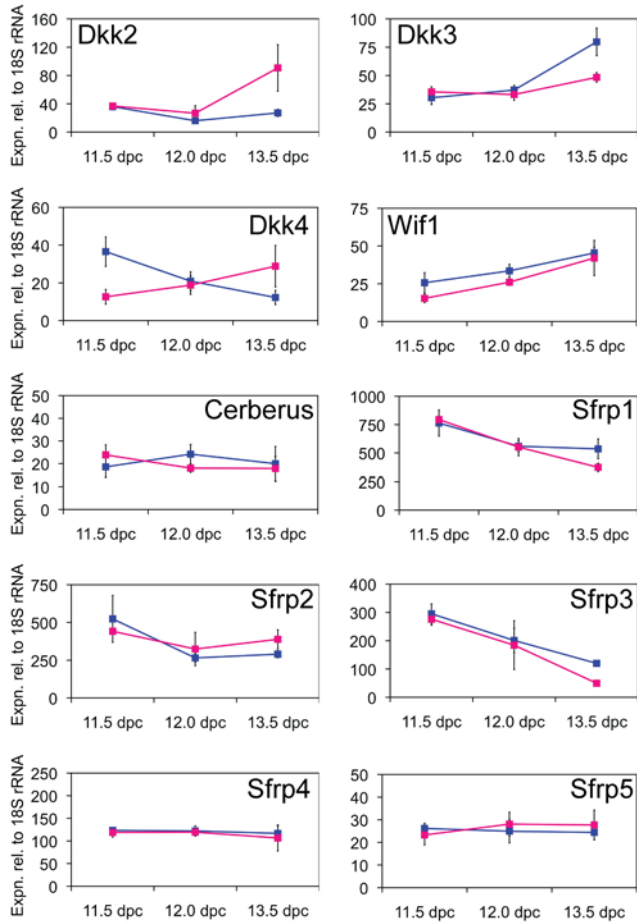 Expn. rel. to 18S rRNA
Dkk2
160
120
80
40
0
11.5 dpc 12.0 dpc 13.5 dpc
Dkk3
100
75
50
25
0
11.5 dpc 12.0 dpc 13.5 dpc
Expn. rel. to 18S rRNA
Dkk4
60
40
20
0
11.5 dpc 12.0 dpc 13.5 dpc
Wif1
75
50
25
0
11.5 dpc 12.0 dpc 13.5 dpc
Expn. rel. to 18S rRNA
Cerberus
50
40
30
20
10
0
11.5 dpc 12.0 dpc 13.5 dpc
Sfrp1
1000
750
500
250
0
11.5 dpc 12.0 dpc 13.5 dpc
Expn. rel. to 18S rRNA
Sfrp2
750
500
250
0
11.5 dpc 12.0 dpc 13.5 dpc
Sfrp3
400
300
200
100
0
11.5 dpc 12.0 dpc 13.5 dpc
Expn. rel. to 18S rRNA
Sfrp4
250
200
150
100
50
0
11.5 dpc 12.0 dpc 13.5 dpc
Sfrp5
50
40
30
20
10
0
11.5 dpc 12.0 dpc 13.5 dpc